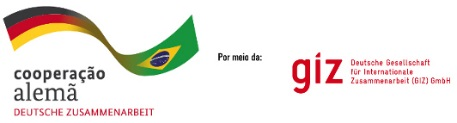 cooperação
alemã
DEUTSCHE ZUSAMMENARBEIT
Por meio da:
giz
Deutsche Gesellschaft
für Internationale
Zusammenarbeit (GIZ) GmbH